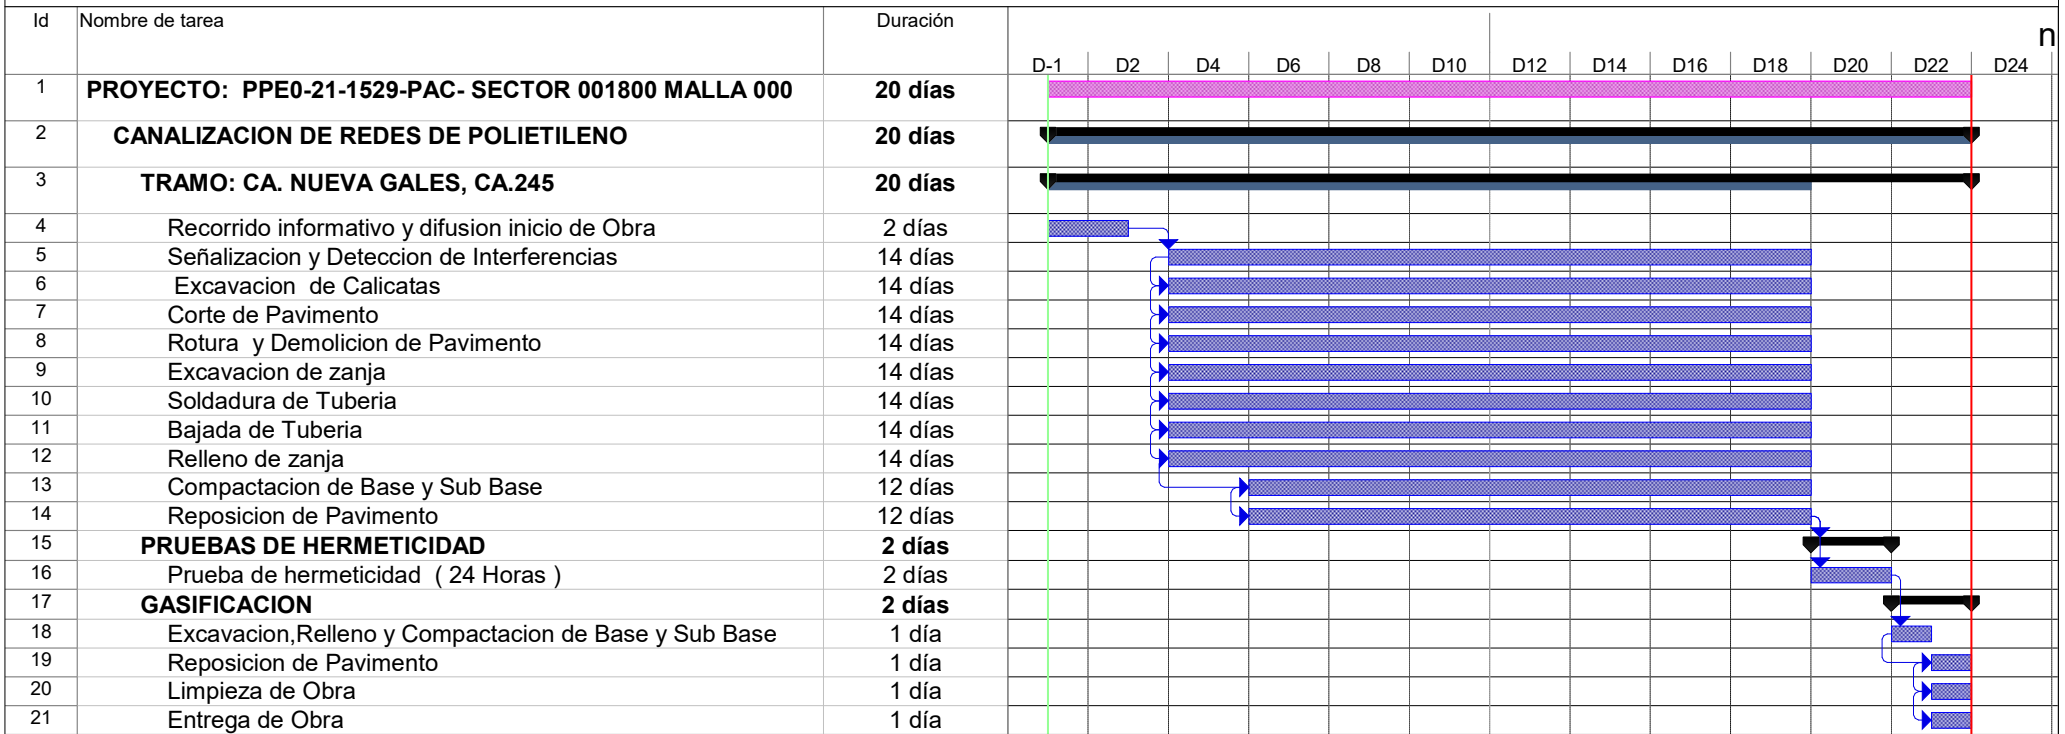 Id Nombre de tarea Duración
n
D-1 D2 D4 D6 D8 D10 D12 D14 D16 D18 D20 D22 D24
1 PROYECTO: PPE0-21-1529-PAC- SECTOR 001800 MALLA 000 20 días
2 CANALIZACION DE REDES DE POLIETILENO 20 días
3 TRAMO: CA. NUEVA GALES, CA.245 20 días
4 Recorrido informativo y difusion inicio de Obra 2 días
5 Señalizacion y Deteccion de Interferencias 14 días
6 Excavacion de Calicatas 14 días
7 Corte de Pavimento 14 días
8 Rotura y Demolicion de Pavimento 14 días
9 Excavacion de zanja 14 días
10 Soldadura de Tuberia 14 días
11 Bajada de Tuberia 14 días
12 Relleno de zanja 14 días
13 Compactacion de Base y Sub Base 12 días
14 Reposicion de Pavimento 12 días
15 PRUEBAS DE HERMETICIDAD 2 días
16 Prueba de hermeticidad ( 24 Horas ) 2 días
17 GASIFICACION 2 días
18 Excavacion,Relleno y Compactacion de Base y Sub Base 1 día
19 Reposicion de Pavimento 1 día
20 Limpieza de Obra 1 día
21 Entrega de Obra 1 día